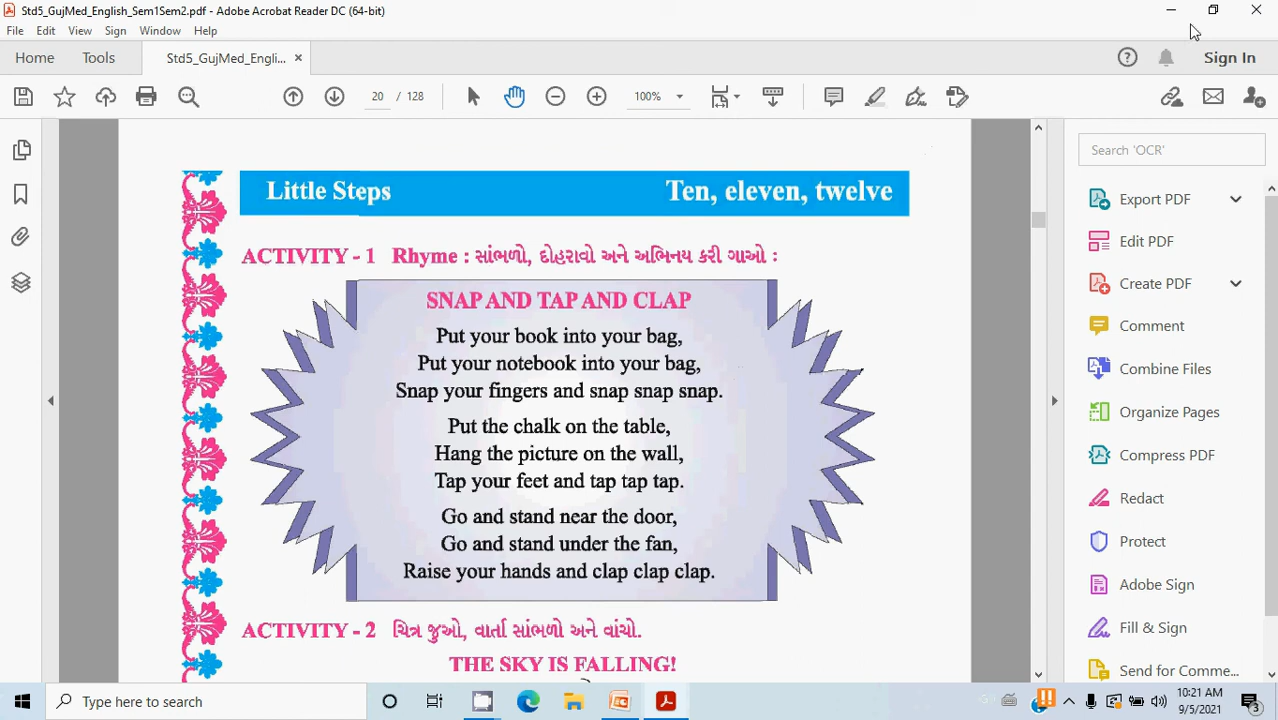 Std5_GujMed_English_Sem1Sem2.pdf - Adobe Acrobat Reader DC (64-bit)
File Edit View Sign Window Help
Home Tools Std5_GujMed_Engli... Sign In
20 / 128 100%
Search 'OCR'
Export PDF
Edit PDF
Create PDF
Comment
Combine Files
Organize Pages
Compress PDF
Redact
Protect
Adobe Sign
Fill & Sign
Send for Comme...
Little Steps Ten, eleven, twelve
ACTIVITY - 1 Rhyme : સાંભળો, દોહરાવો અને અભિનય કરી ગાઓ :
SNAP AND TAP AND CLAP
Put your book into your bag,
Put your notebook into your bag,
Snap your fingers and snap snap snap.
Put the chalk on the table,
Hang the picture on the wall,
Tap your feet and tap tap tap.
Go and stand near the door,
Go and stand under the fan,
Raise your hands and clap clap clap.
ACTIVITY - 2 ચિત્ર જુઓ, વાર્તા સાંભળો અને વાંચો.
THE SKY IS FALLING!
Type here to search
10:21 AM
9/5/2021
3